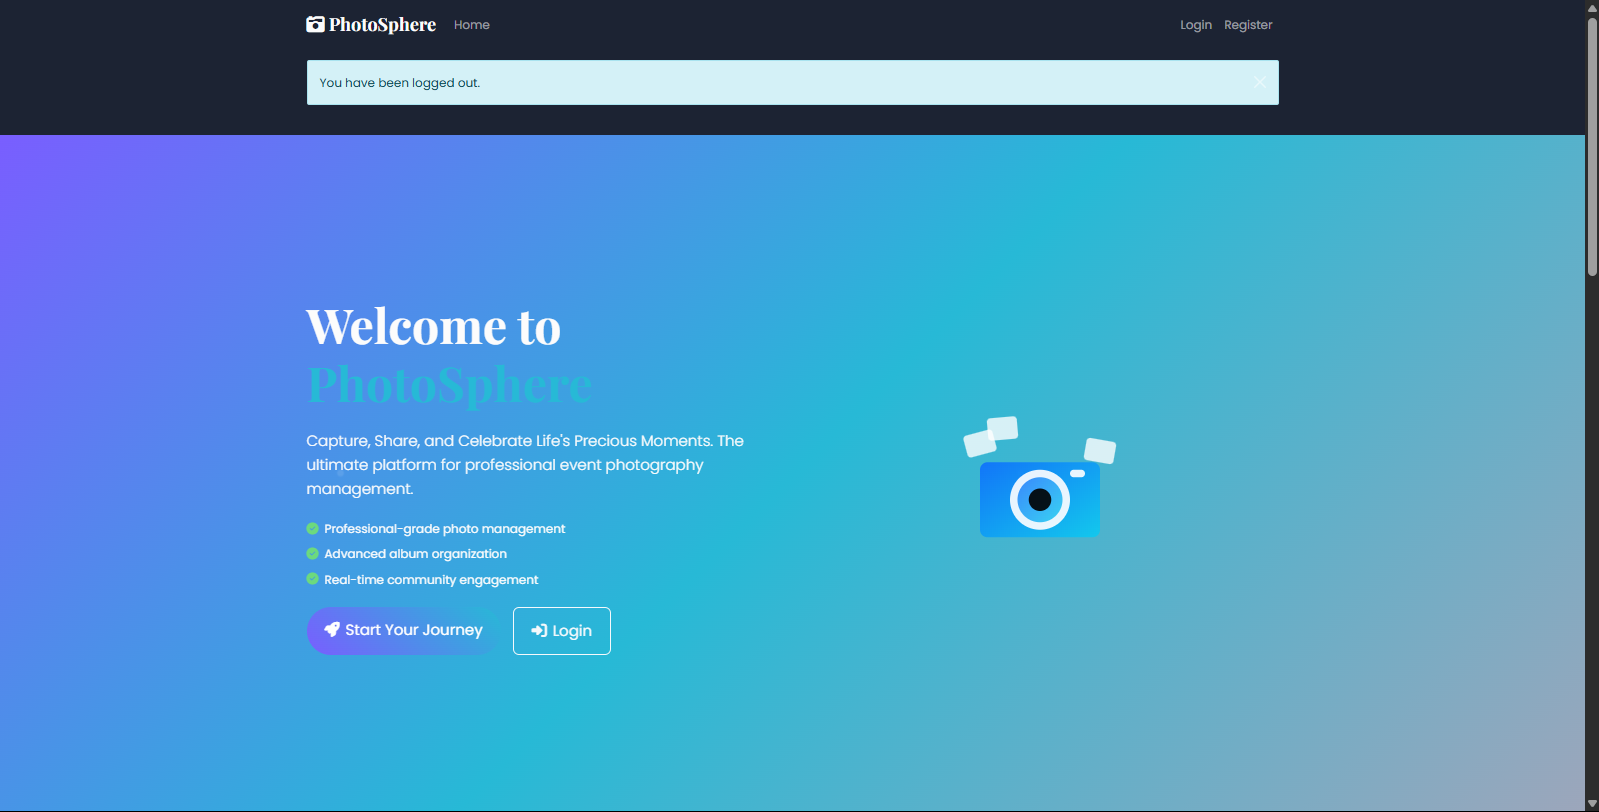 PhotoSphere
Home
Login
Register
You have been logged out.
Welcome to
PhotoSphere
Capture, Share, and Celebrate Life's Precious Moments. The
ultimate platform for professional event photography
management.
Professional-grade photo management
Advanced album organization
Real-time community engagement
Start Your Journey
Login